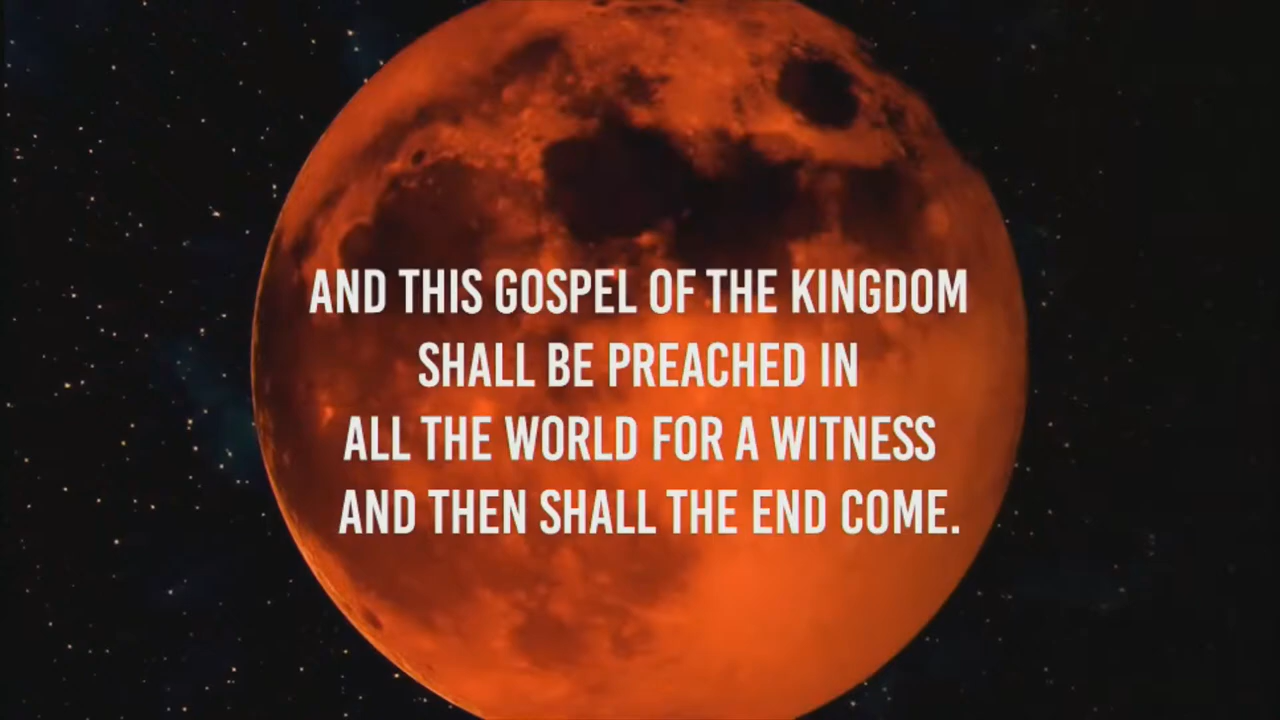 AND THIS GOSPEL OF THE KINGDOM
SHALL BE PREACHED IN
ALL THE WORLD FOR A WITNESS
AND THEN SHALL THE END COME.